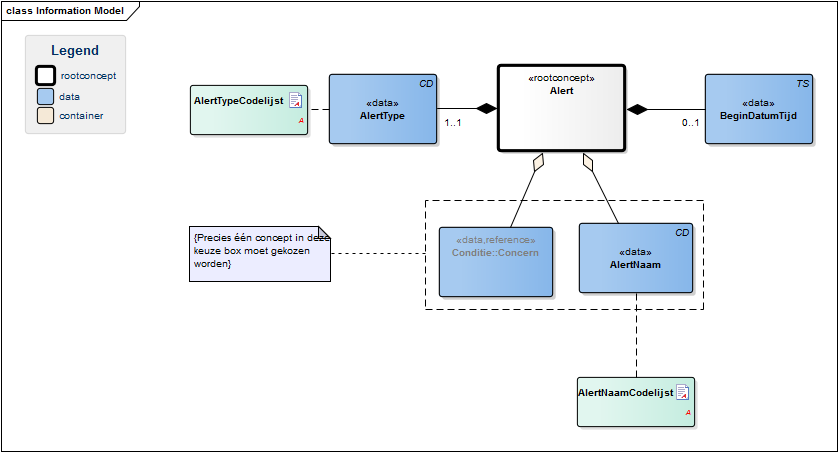 class Information Model
Legend
rootconcept
data
container
AlertTypeCodelijst
A
CD
«data»
AlertType
1..1
«rootconcept»
Alert
0..1
TS
«data»
BeginDatumTijd
{Precies één concept in deze
keuze box moet gekozen
worden}
«data,reference»
Conditie::Concern
CD
«data»
AlertNaam
AlertNaamCodelijst
A